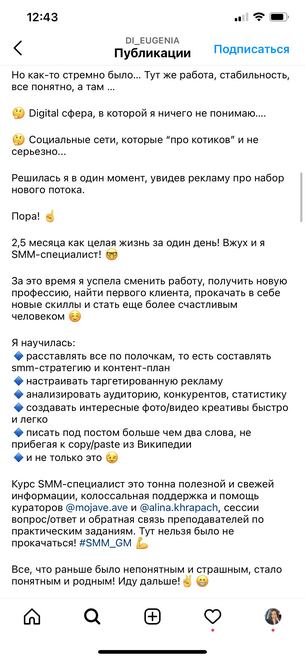 12:43
DI_EUGENIA
Публикации
Подписаться
Но как-то стремно было... Тут же работа, стабильность,
все понятно, а там ...
🤔 Digital сфера, в которой я ничего не понимаю....
🤔 Социальные сети, которые “про котиков” и не
серьезно...
Решилась я в один момент, увидев рекламу про набор
нового потока.
Пора! ☝️
2,5 месяца как целая жизнь за один день! Вжух и я
SMM-специалист! 🤓
За это время я успела сменить работу, получить новую
профессию, найти первого клиента, прокачать в себе
новые скиллы и стать еще более счастливым
человеком ☺️
Я научилась:
🔹расставлять все по полочкам, то есть составлять
smm-стратегию и контент-план
🔹настраивать таргетированную рекламу
🔹анализировать аудиторию, конкурентов, статистику
🔹создавать интересные фото/видео креативы быстро
и легко
🔹писать под постом больше чем два слова, не
прибегая к copy/paste из Википедии
🔹и не только это 😉
Курс SMM-специалист это тонна полезной и свежей
информации, колоссальная поддержка и помощь
кураторов @mojave.ave и @alina.khrapach, сессии
вопрос/ответ и обратная связь преподавателей по
практическим заданиям. Тут нельзя было не
прокачаться! #SMM_GM 💪
Все, что раньше было непонятным и страшным, стало
понятным и родным! Иду дальше!✌️😁